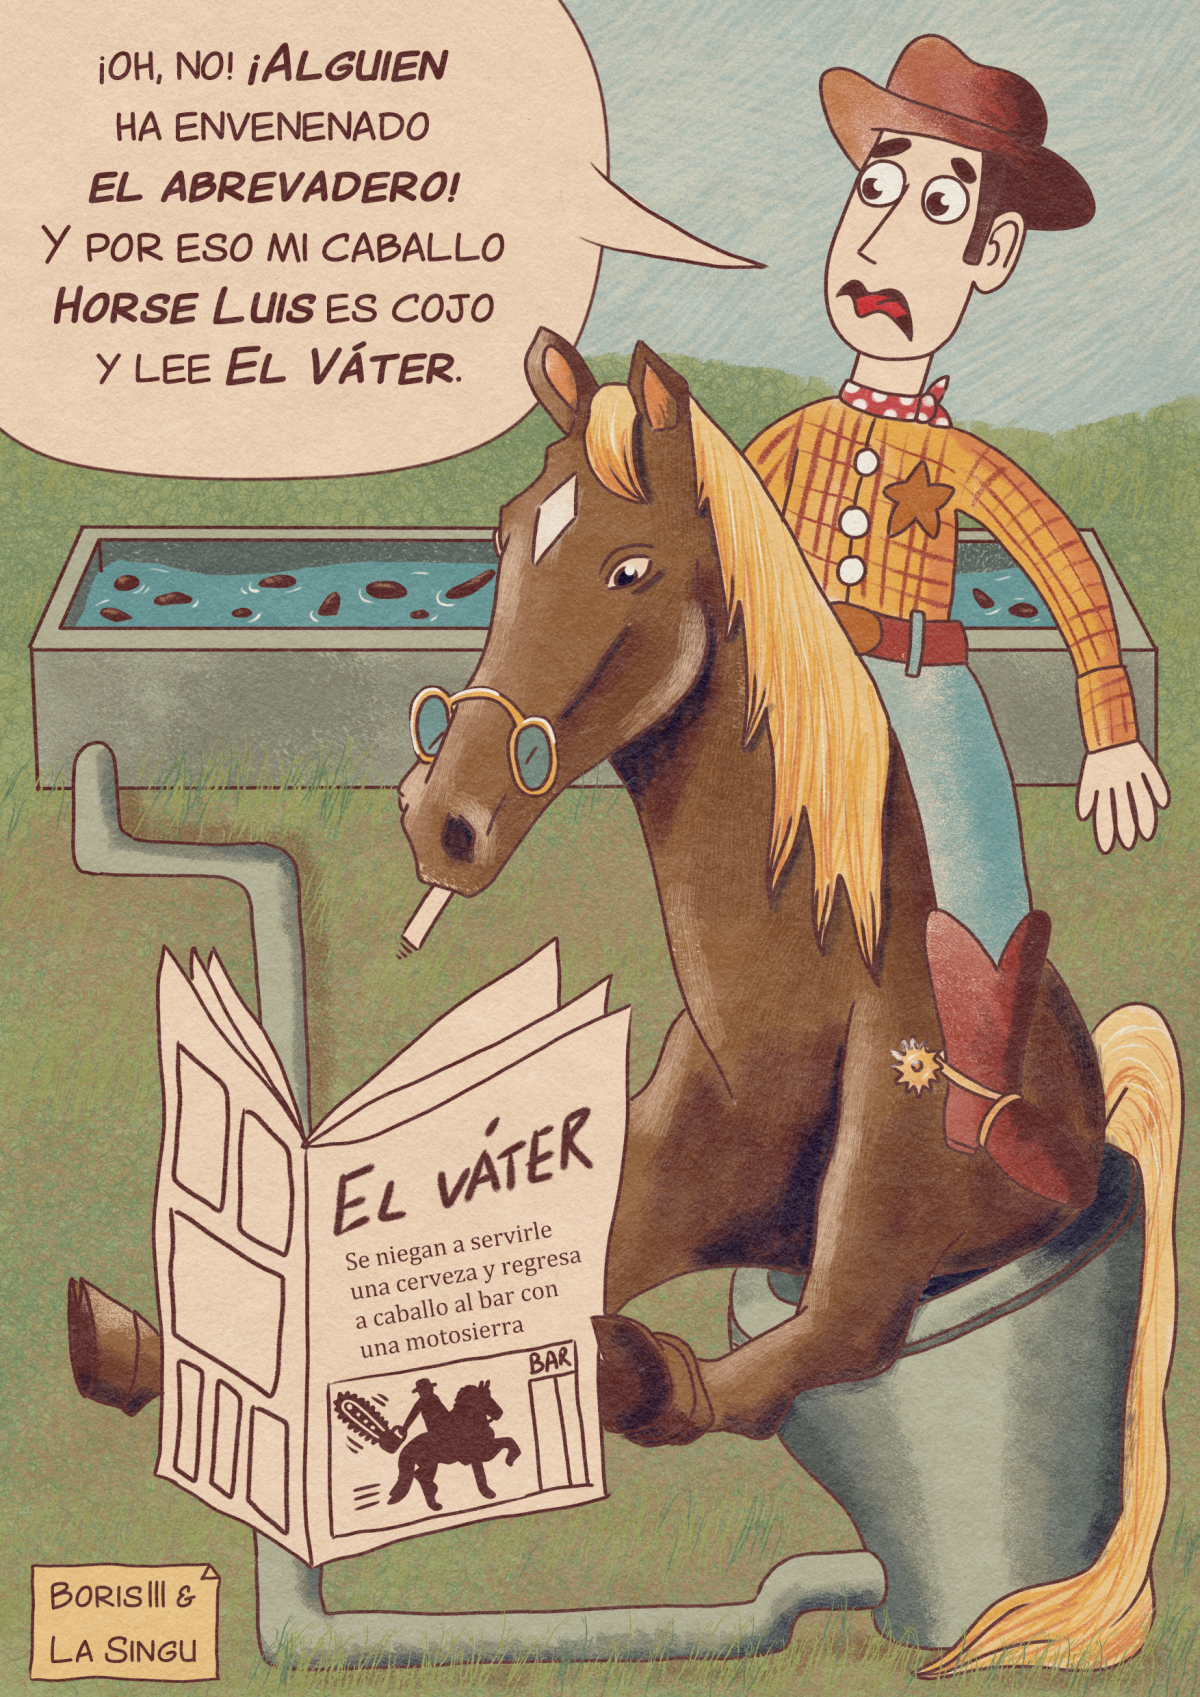 ¡OH, NO! ¡ALGUIEN
HA ENVENENADO
EL ABREVADERO!
Y POR ESO MI CABALLO
HORSE LUIS ES COJO
Y LEE EL VÁTER.
EL VÁTER
Se niegan a servirle
una cerveza y regresa
a caballo al bar con
una motosierra
BAR
BORIS III &
LA SINGU